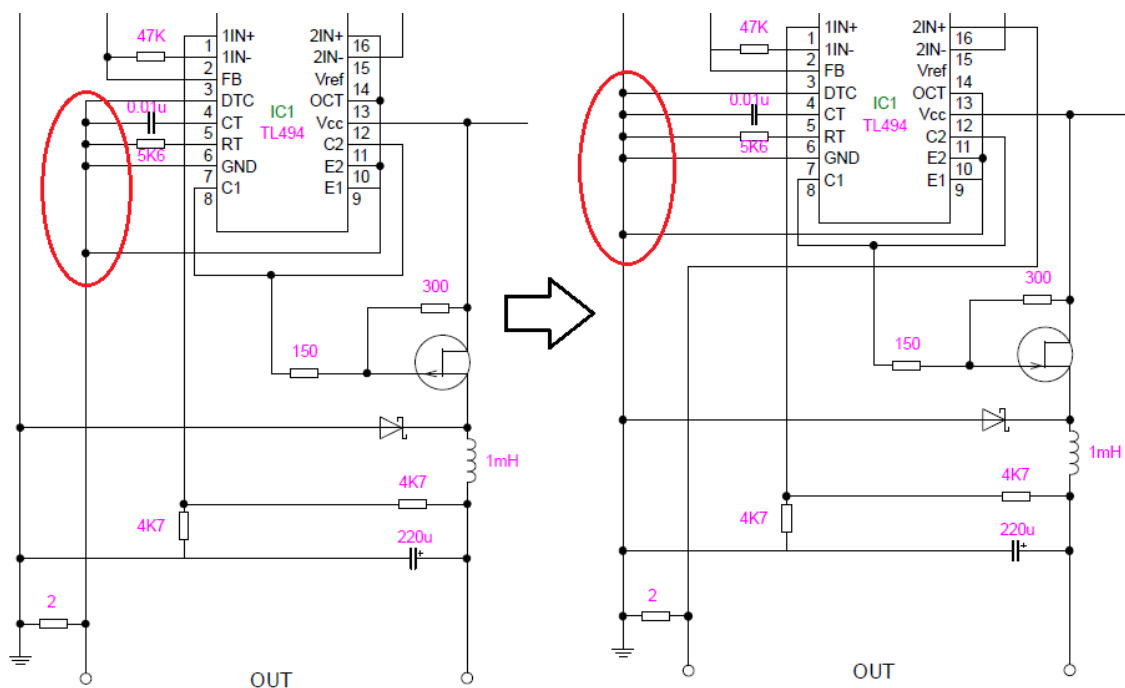 47K
1IN+
1
1IN-
2
FB
3
DTC
4
0.01u
CT
5
RT
5K6
6
GND
7
C1
8
IC1
TL494
2IN+
16
2IN-
15
Vref
14
OCT
13
Vcc
12
C2
11
E2
10
E1
9
300
150
1mH
4K7
4K7
220u
+
2
OUT
47K
1IN+
1
1IN-
2
FB
3
DTC
4
0.01u
CT
5
RT
5K6
6
GND
7
C1
8
IC1
TL494
2IN+
16
2IN-
15
Vref
14
OCT
13
Vcc
12
C2
11
E2
10
E1
9
300
150
1mH
4K7
4K7
220u
+
2
OUT